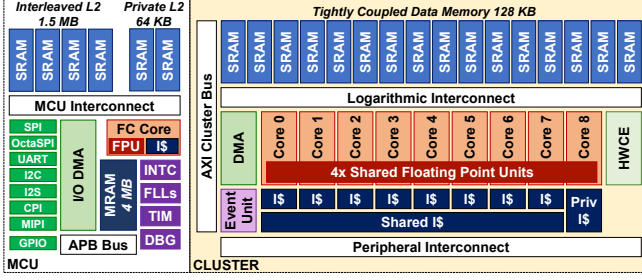 Interleaved L2
1.5 MB
Private L2
64 KB
SRAM SRAM SRAM SRAM SRAM SRAM
MCU Interconnect
SPI
OctaSPI
UART
I2C
I2S
CPI
MIPI
GPIO
I/O DMA
FC Core
FPU I$
MRAM
4 MB
INTC
FLLs
TIM
DBG
APB Bus
MCU
AXI Cluster Bus
Tightly Coupled Data Memory 128 KB
SRAM SRAM SRAM SRAM SRAM SRAM SRAM SRAM SRAM SRAM SRAM SRAM SRAM SRAM SRAM SRAM
Logarithmic Interconnect
DMA
Core 0 Core 1 Core 2 Core 3 Core 4 Core 5 Core 6 Core 7 Core 8
4x Shared Floating Point Units
HWCE
Event
Unit
I$ I$ I$ I$ I$ I$ I$ I$
Shared I$
Priv
I$
Peripheral Interconnect
CLUSTER